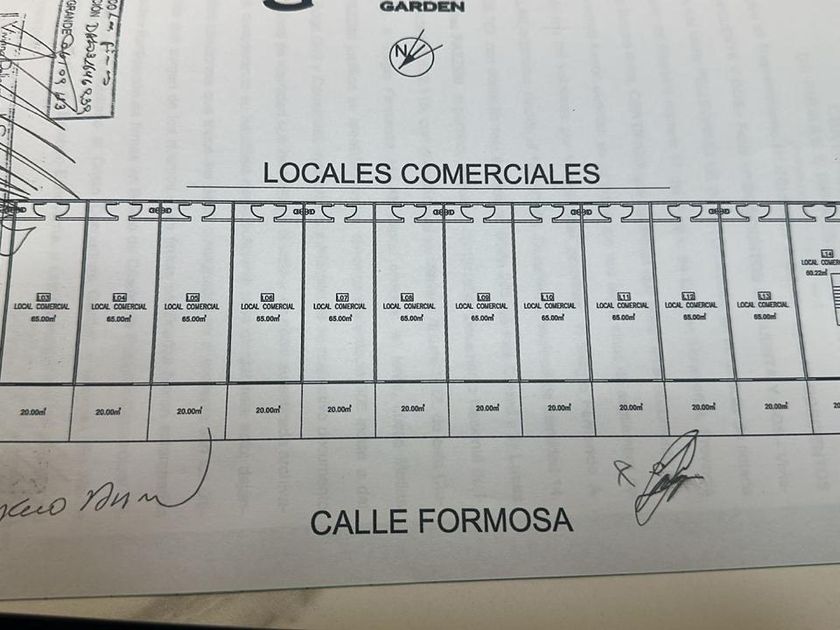 GARDEN
N
LOCALES COMERCIALES
L03
LOCAL COMERCIAL
65.00m²
L04
LOCAL COMERCIAL
65.00m²
L05
LOCAL COMERCIAL
65.00m²
L06
LOCAL COMERCIAL
65.00m²
L07
LOCAL COMERCIAL
65.00m²
L08
LOCAL COMERCIAL
65.00m²
L09
LOCAL COMERCIAL
65.00m²
L10
LOCAL COMERCIAL
65.00m²
L11
LOCAL COMERCIAL
65.00m²
L12
LOCAL COMERCIAL
65.00m²
L13
LOCAL COMERCIAL
65.00m²
L14
LOCAL COMER
60.22m²
20.00m²
20.00m²
20.00m²
20.00m²
20.00m²
20.00m²
20.00m²
20.00m²
20.00m²
20.00m²
20.00m²
20
CALLE FORMOSA